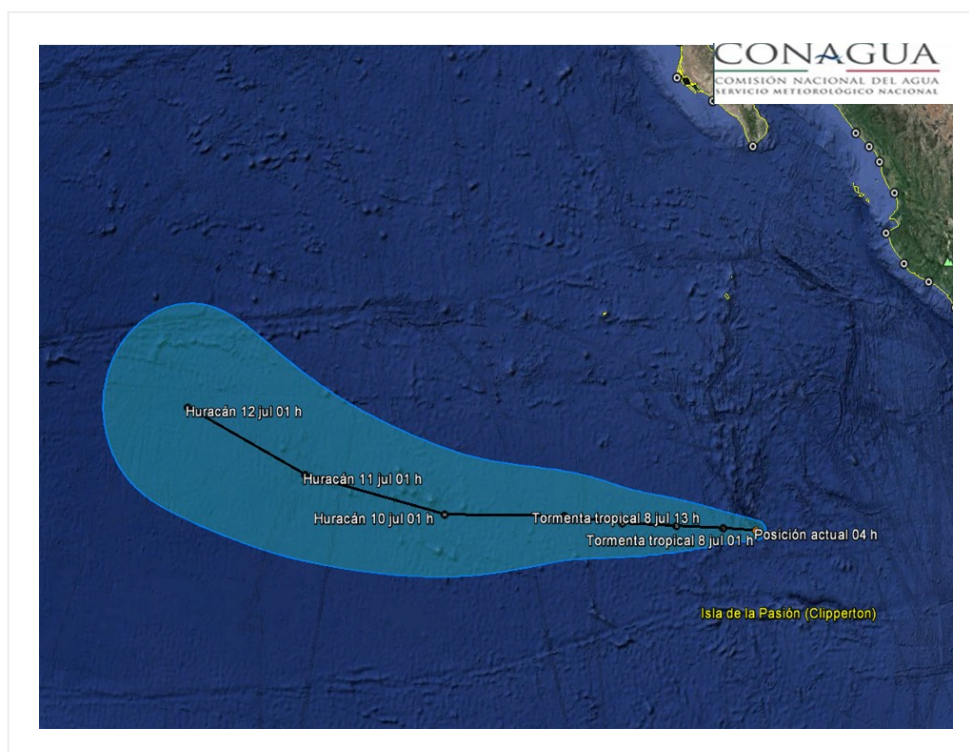 CONAGUA
COMISIÓN NACIONAL DEL AGUA
SERVICIO METEOROLÓGICO NACIONAL
Huracán 12 jul 01 h
Huracán 11 jul 01 h
Huracán 10 jul 01 h
Tormenta tropical 8 jul 13 h
Tormenta tropical 8 jul 01 h
Posición actual 04 h
Isla de la Pasión (Clipperton)